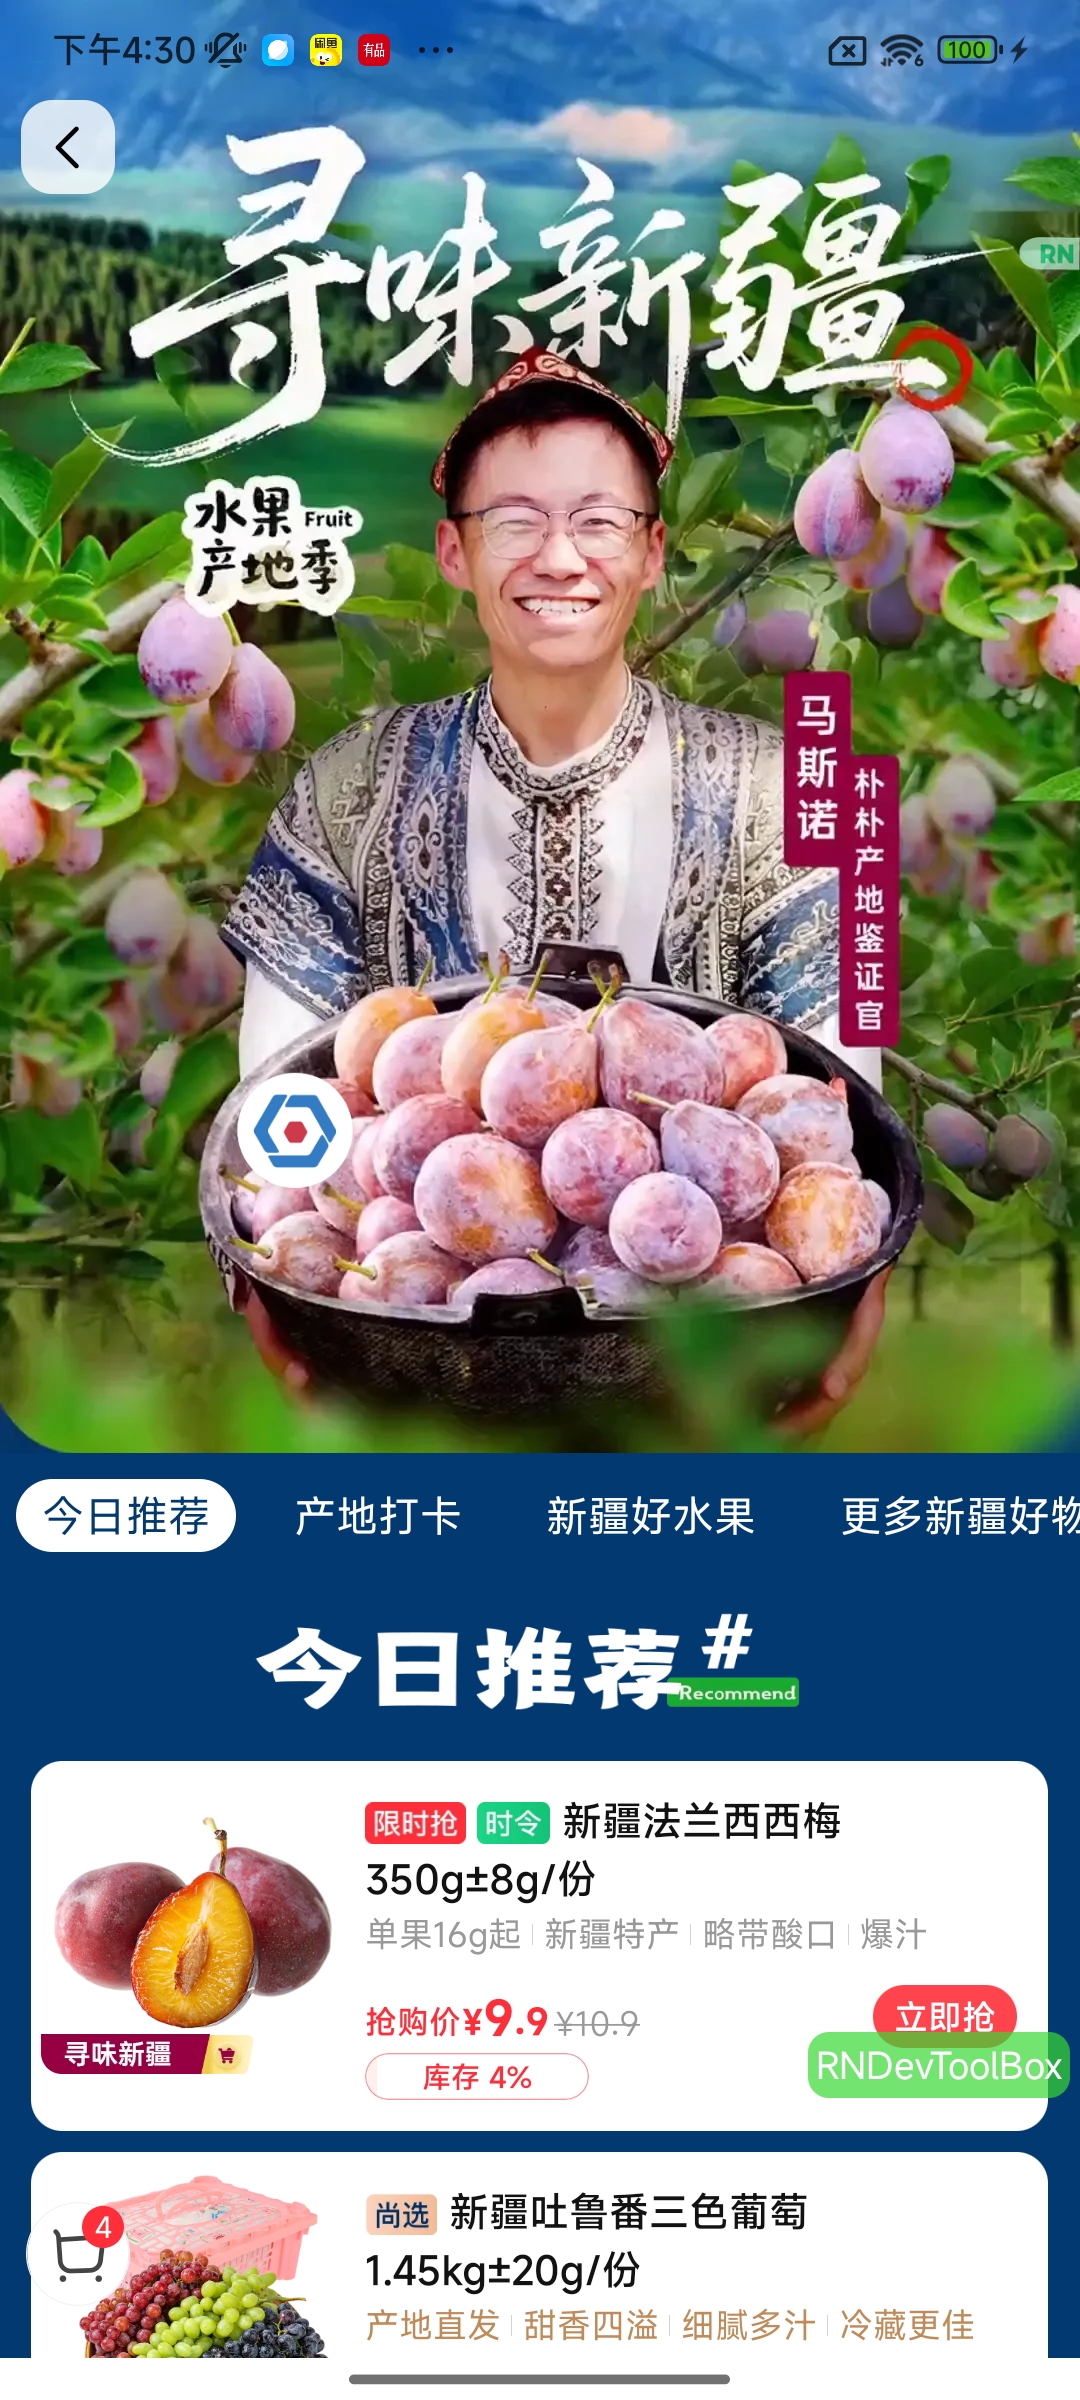 下午4:30
闲鱼
有品
6
100
寻味新疆
RN
水果 Fruit
产地季
马斯诺
朴朴产地鉴证官
今日推荐 产地打卡 新疆好水果 更多新疆好物
今日推荐#
Recommend
限时抢 时令 新疆法兰西西梅
350g±8g/份
单果16g起 新疆特产 略带酸口 爆汁
抢购价¥9.9 ¥10.9
立即抢
寻味新疆
库存 4%
RNDevToolBox
尚选 新疆吐鲁番三色葡萄
4
1.45kg±20g/份
产地直发 甜香四溢 细腻多汁 冷藏更佳